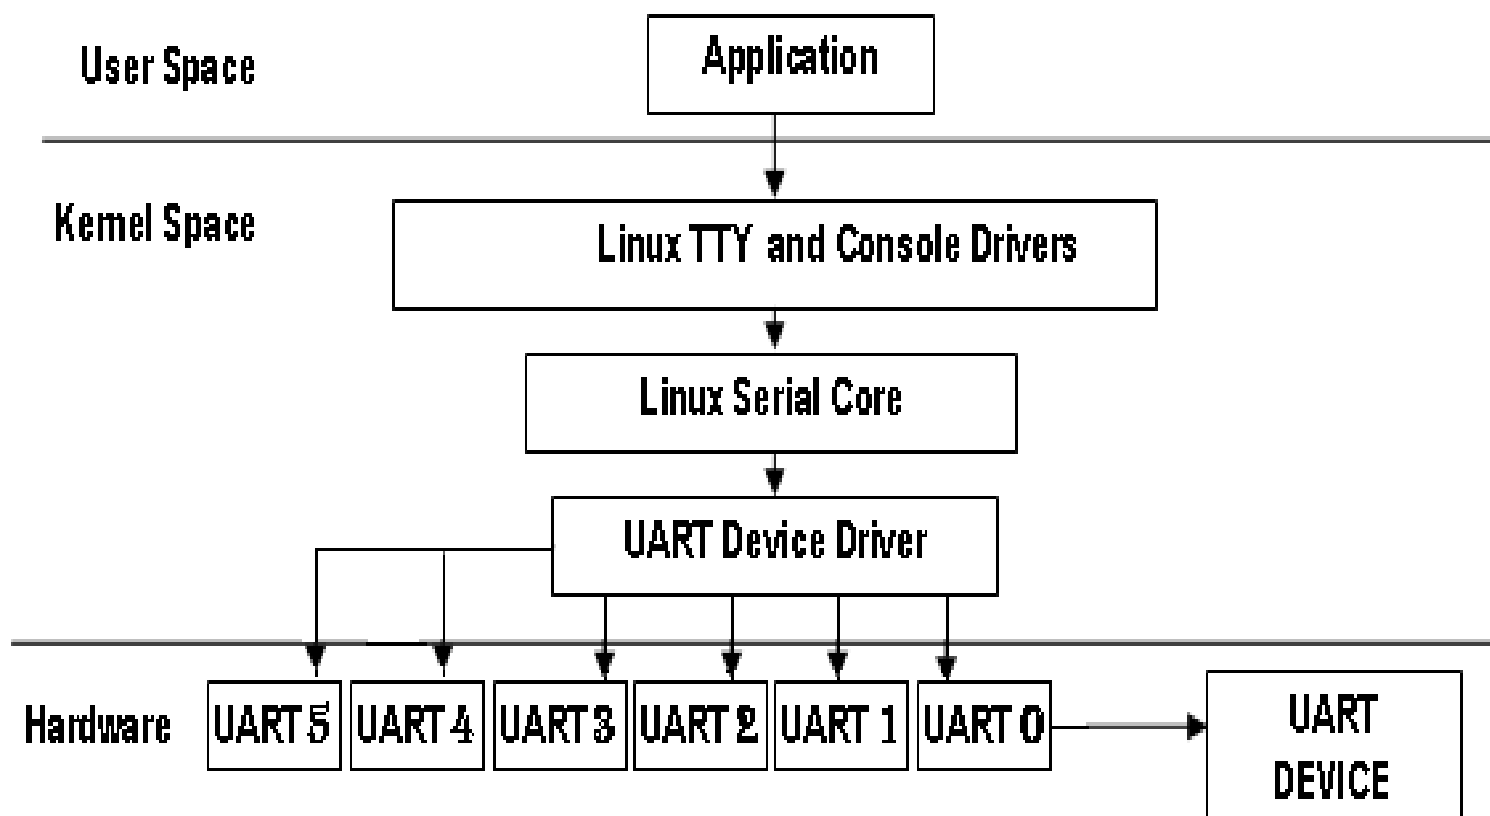 User Space
Application
Kernel Space
Linux TTY and Console Drivers
Linux Serial Core
UART Device Driver
Hardware
UART 5
UART 4
UART 3
UART 2
UART 1
UART 0
UART
DEVICE